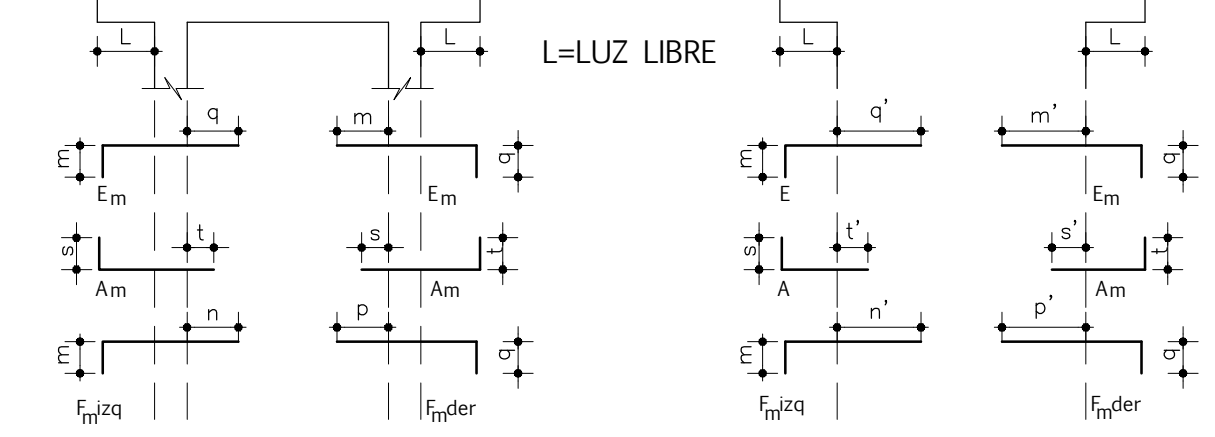 L L L=LUZ LIBRE L L
q m q' m'
m q m q
Em Em E Em
s t s t s t' s' t
Am Am A Am
n p n' p'
m q m q
Fmizq Fmder Fmizq Fmder